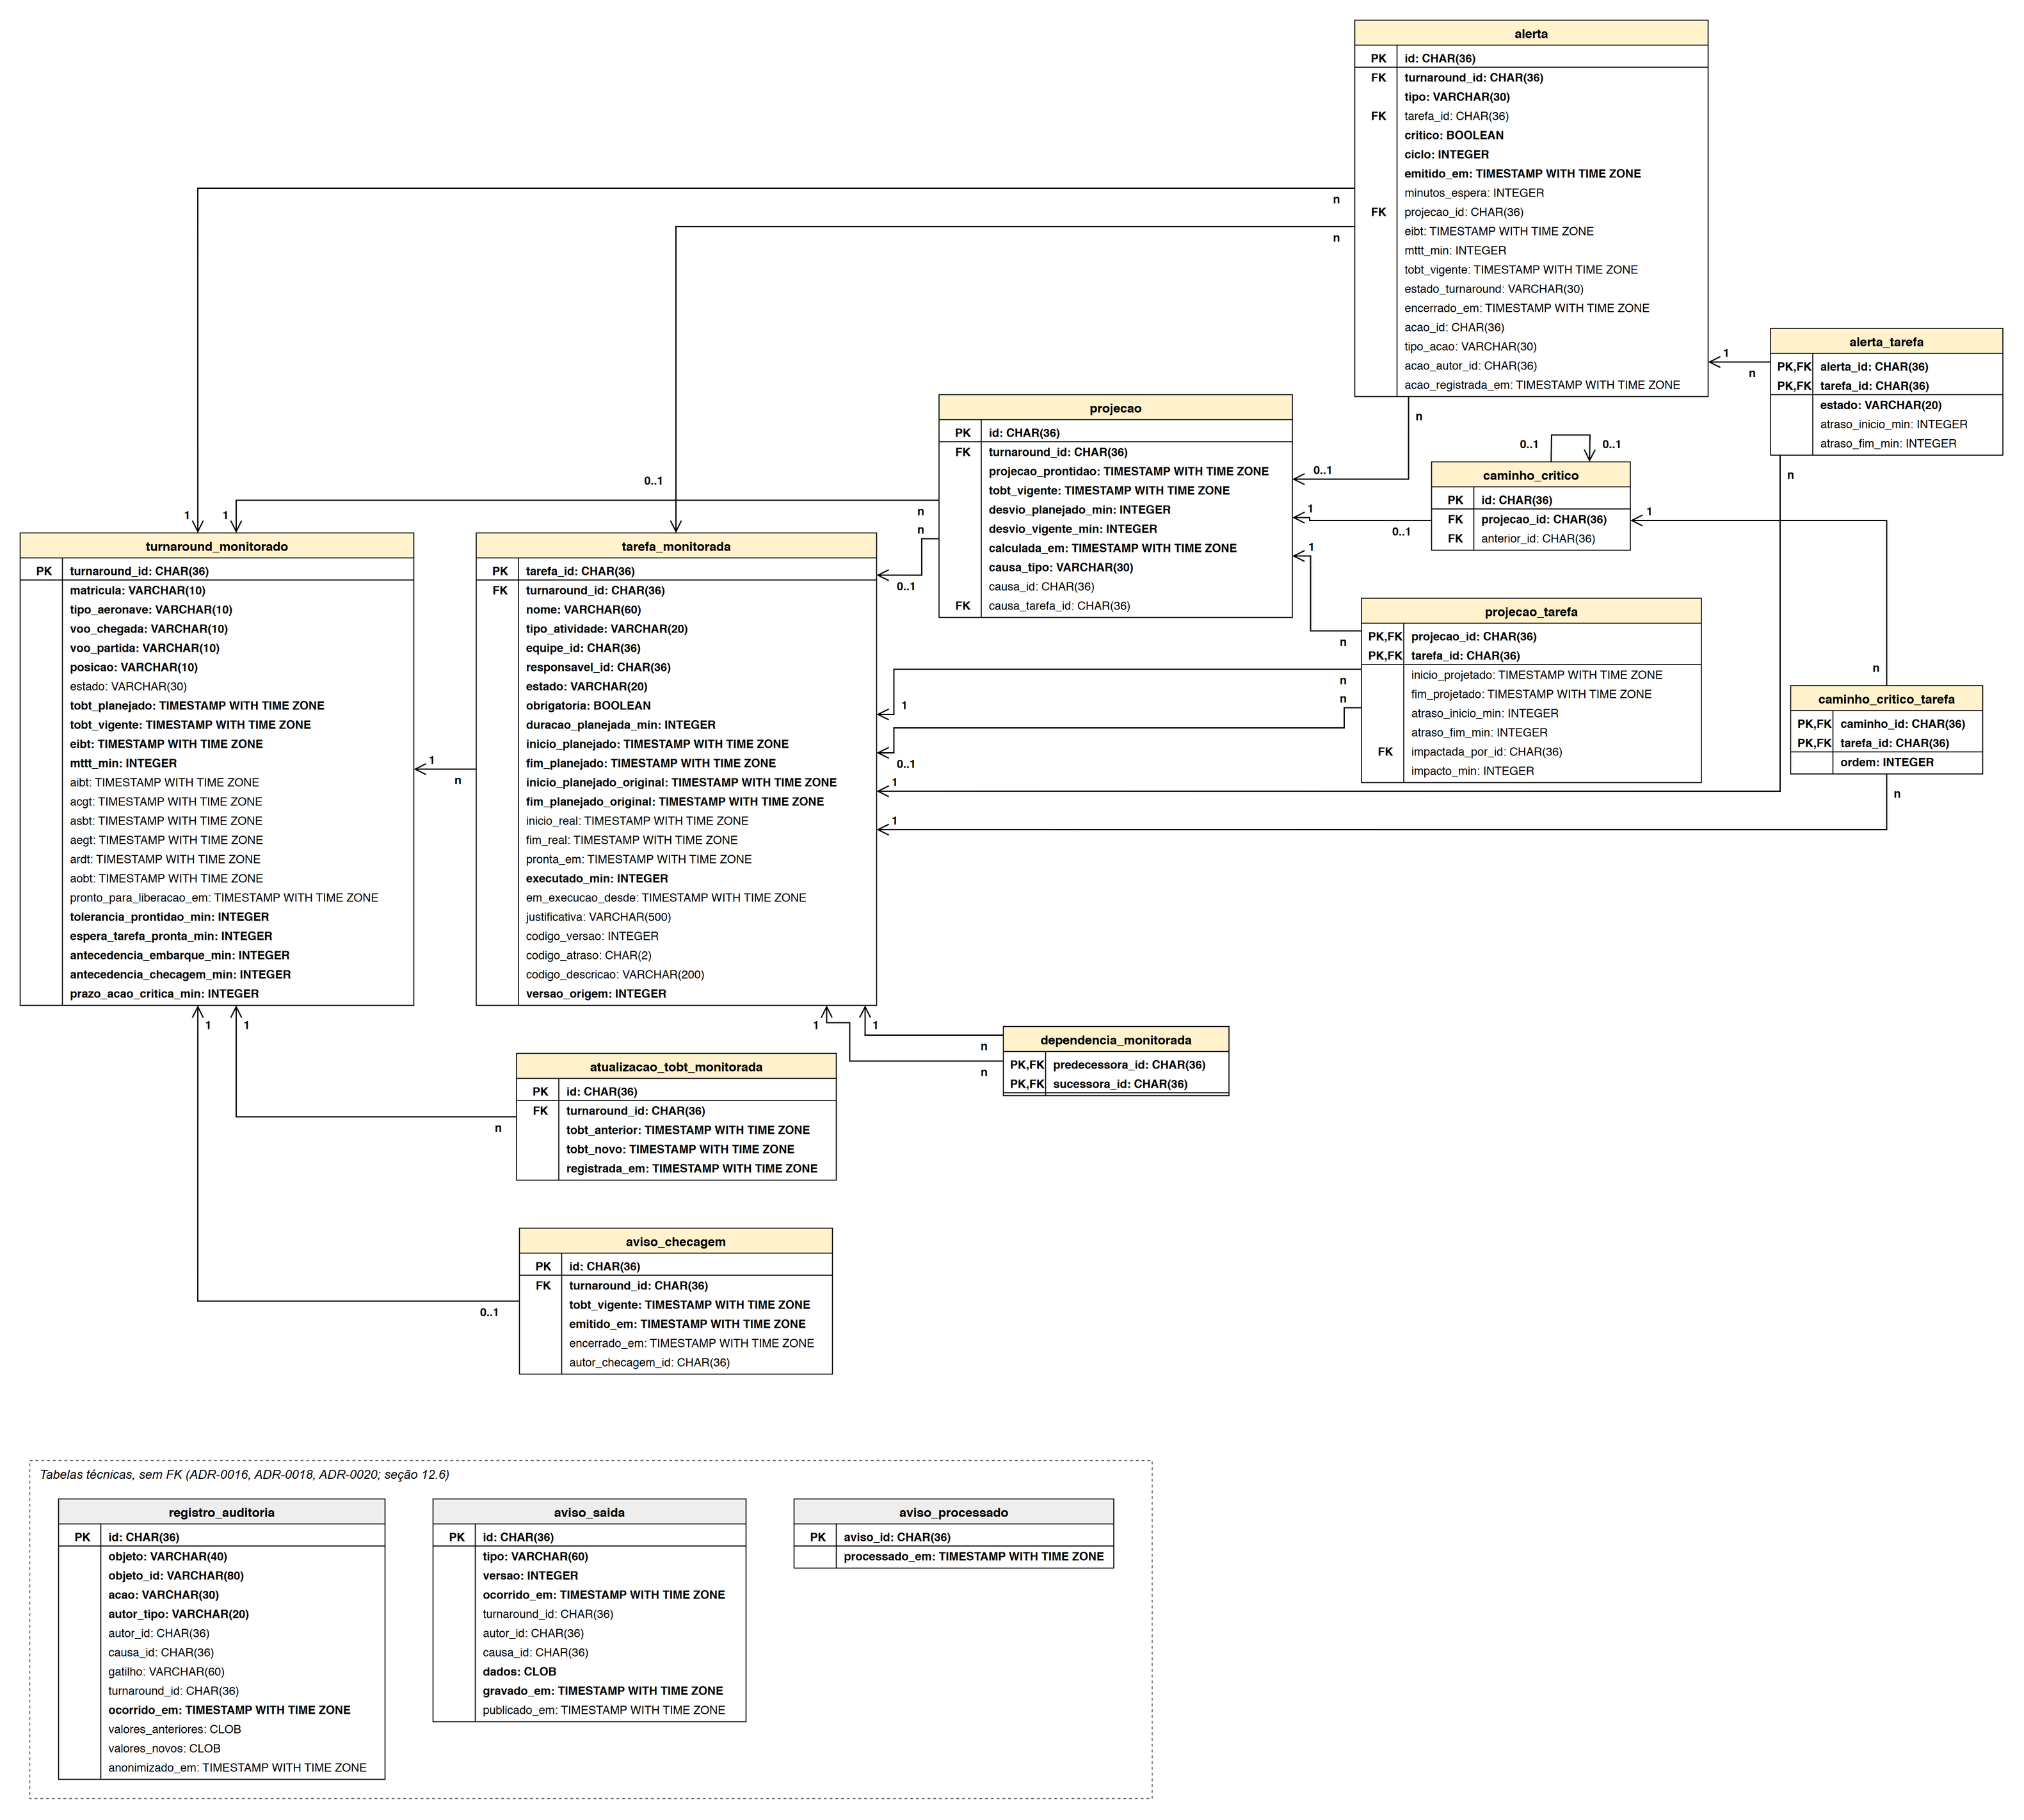 alerta
PK id: CHAR(36)
FK turnaround_id: CHAR(36)
tipo: VARCHAR(30)
FK tarefa_id: CHAR(36)
critico: BOOLEAN
ciclo: INTEGER
emitido_em: TIMESTAMP WITH TIME ZONE
minutos_espera: INTEGER
FK projecao_id: CHAR(36)
eibt: TIMESTAMP WITH TIME ZONE
mttt_min: INTEGER
tobt_vigente: TIMESTAMP WITH TIME ZONE
estado_turnaround: VARCHAR(30)
encerrado_em: TIMESTAMP WITH TIME ZONE
acao_id: CHAR(36)
tipo_acao: VARCHAR(30)
acao_autor_id: CHAR(36)
acao_registrada_em: TIMESTAMP WITH TIME ZONE
n
n
n
1
n
alerta_tarefa
PK,FK alerta_id: CHAR(36)
PK,FK tarefa_id: CHAR(36)
estado: VARCHAR(20)
atraso_inicio_min: INTEGER
atraso_fim_min: INTEGER
n
projecao
PK id: CHAR(36)
FK turnaround_id: CHAR(36)
projecao_prontidao: TIMESTAMP WITH TIME ZONE
tobt_vigente: TIMESTAMP WITH TIME ZONE
desvio_planejado_min: INTEGER
desvio_vigente_min: INTEGER
calculada_em: TIMESTAMP WITH TIME ZONE
causa_tipo: VARCHAR(30)
causa_id: CHAR(36)
FK causa_tarefa_id: CHAR(36)
0..1
n
n
0..1
0..1
1
0..1
1
0..1
0..1
caminho_critico
PK id: CHAR(36)
FK projecao_id: CHAR(36)
FK anterior_id: CHAR(36)
1
n
projecao_tarefa
PK,FK projecao_id: CHAR(36)
PK,FK tarefa_id: CHAR(36)
inicio_projetado: TIMESTAMP WITH TIME ZONE
fim_projetado: TIMESTAMP WITH TIME ZONE
atraso_inicio_min: INTEGER
atraso_fim_min: INTEGER
FK impactada_por_id: CHAR(36)
impacto_min: INTEGER
n
n
n
caminho_critico_tarefa
PK,FK caminho_id: CHAR(36)
PK,FK tarefa_id: CHAR(36)
ordem: INTEGER
n
1
1
turnaround_monitorado
PK turnaround_id: CHAR(36)
matricula: VARCHAR(10)
tipo_aeronave: VARCHAR(10)
voo_chegada: VARCHAR(10)
voo_partida: VARCHAR(10)
posicao: VARCHAR(10)
estado: VARCHAR(30)
tobt_planejado: TIMESTAMP WITH TIME ZONE
tobt_vigente: TIMESTAMP WITH TIME ZONE
eibt: TIMESTAMP WITH TIME ZONE
mttt_min: INTEGER
aibt: TIMESTAMP WITH TIME ZONE
acgt: TIMESTAMP WITH TIME ZONE
asbt: TIMESTAMP WITH TIME ZONE
aegt: TIMESTAMP WITH TIME ZONE
ardt: TIMESTAMP WITH TIME ZONE
aobt: TIMESTAMP WITH TIME ZONE
pronto_para_liberacao_em: TIMESTAMP WITH TIME ZONE
tolerancia_prontidao_min: INTEGER
espera_tarefa_pronta_min: INTEGER
antecedencia_embarque_min: INTEGER
antecedencia_checagem_min: INTEGER
prazo_acao_critica_min: INTEGER
1
n
tarefa_monitorada
PK tarefa_id: CHAR(36)
FK turnaround_id: CHAR(36)
nome: VARCHAR(60)
tipo_atividade: VARCHAR(20)
equipe_id: CHAR(36)
responsavel_id: CHAR(36)
estado: VARCHAR(20)
obrigatoria: BOOLEAN
duracao_planejada_min: INTEGER
inicio_planejado: TIMESTAMP WITH TIME ZONE
fim_planejado: TIMESTAMP WITH TIME ZONE
inicio_planejado_original: TIMESTAMP WITH TIME ZONE
fim_planejado_original: TIMESTAMP WITH TIME ZONE
inicio_real: TIMESTAMP WITH TIME ZONE
fim_real: TIMESTAMP WITH TIME ZONE
pronta_em: TIMESTAMP WITH TIME ZONE
executado_min: INTEGER
em_execucao_desde: TIMESTAMP WITH TIME ZONE
justificativa: VARCHAR(500)
codigo_versao: INTEGER
codigo_atraso: CHAR(2)
codigo_descricao: VARCHAR(200)
versao_origem: INTEGER
1
0..1
1
1
1
1
1
1
n
n
dependencia_monitorada
PK,FK predecessora_id: CHAR(36)
PK,FK sucessora_id: CHAR(36)
atualizacao_tobt_monitorada
PK id: CHAR(36)
FK turnaround_id: CHAR(36)
tobt_anterior: TIMESTAMP WITH TIME ZONE
tobt_novo: TIMESTAMP WITH TIME ZONE
registrada_em: TIMESTAMP WITH TIME ZONE
n
aviso_checagem
PK id: CHAR(36)
FK turnaround_id: CHAR(36)
tobt_vigente: TIMESTAMP WITH TIME ZONE
emitido_em: TIMESTAMP WITH TIME ZONE
encerrado_em: TIMESTAMP WITH TIME ZONE
autor_checagem_id: CHAR(36)
0..1
Tabelas técnicas, sem FK (ADR-0016, ADR-0018, ADR-0020; seção 12.6)
registro_auditoria
PK id: CHAR(36)
objeto: VARCHAR(40)
objeto_id: VARCHAR(80)
acao: VARCHAR(30)
autor_tipo: VARCHAR(20)
autor_id: CHAR(36)
causa_id: CHAR(36)
gatilho: VARCHAR(60)
turnaround_id: CHAR(36)
ocorrido_em: TIMESTAMP WITH TIME ZONE
valores_anteriores: CLOB
valores_novos: CLOB
anonimizado_em: TIMESTAMP WITH TIME ZONE
aviso_saida
PK id: CHAR(36)
tipo: VARCHAR(60)
versao: INTEGER
ocorrido_em: TIMESTAMP WITH TIME ZONE
turnaround_id: CHAR(36)
autor_id: CHAR(36)
causa_id: CHAR(36)
dados: CLOB
gravado_em: TIMESTAMP WITH TIME ZONE
publicado_em: TIMESTAMP WITH TIME ZONE
aviso_processado
PK aviso_id: CHAR(36)
processado_em: TIMESTAMP WITH TIME ZONE